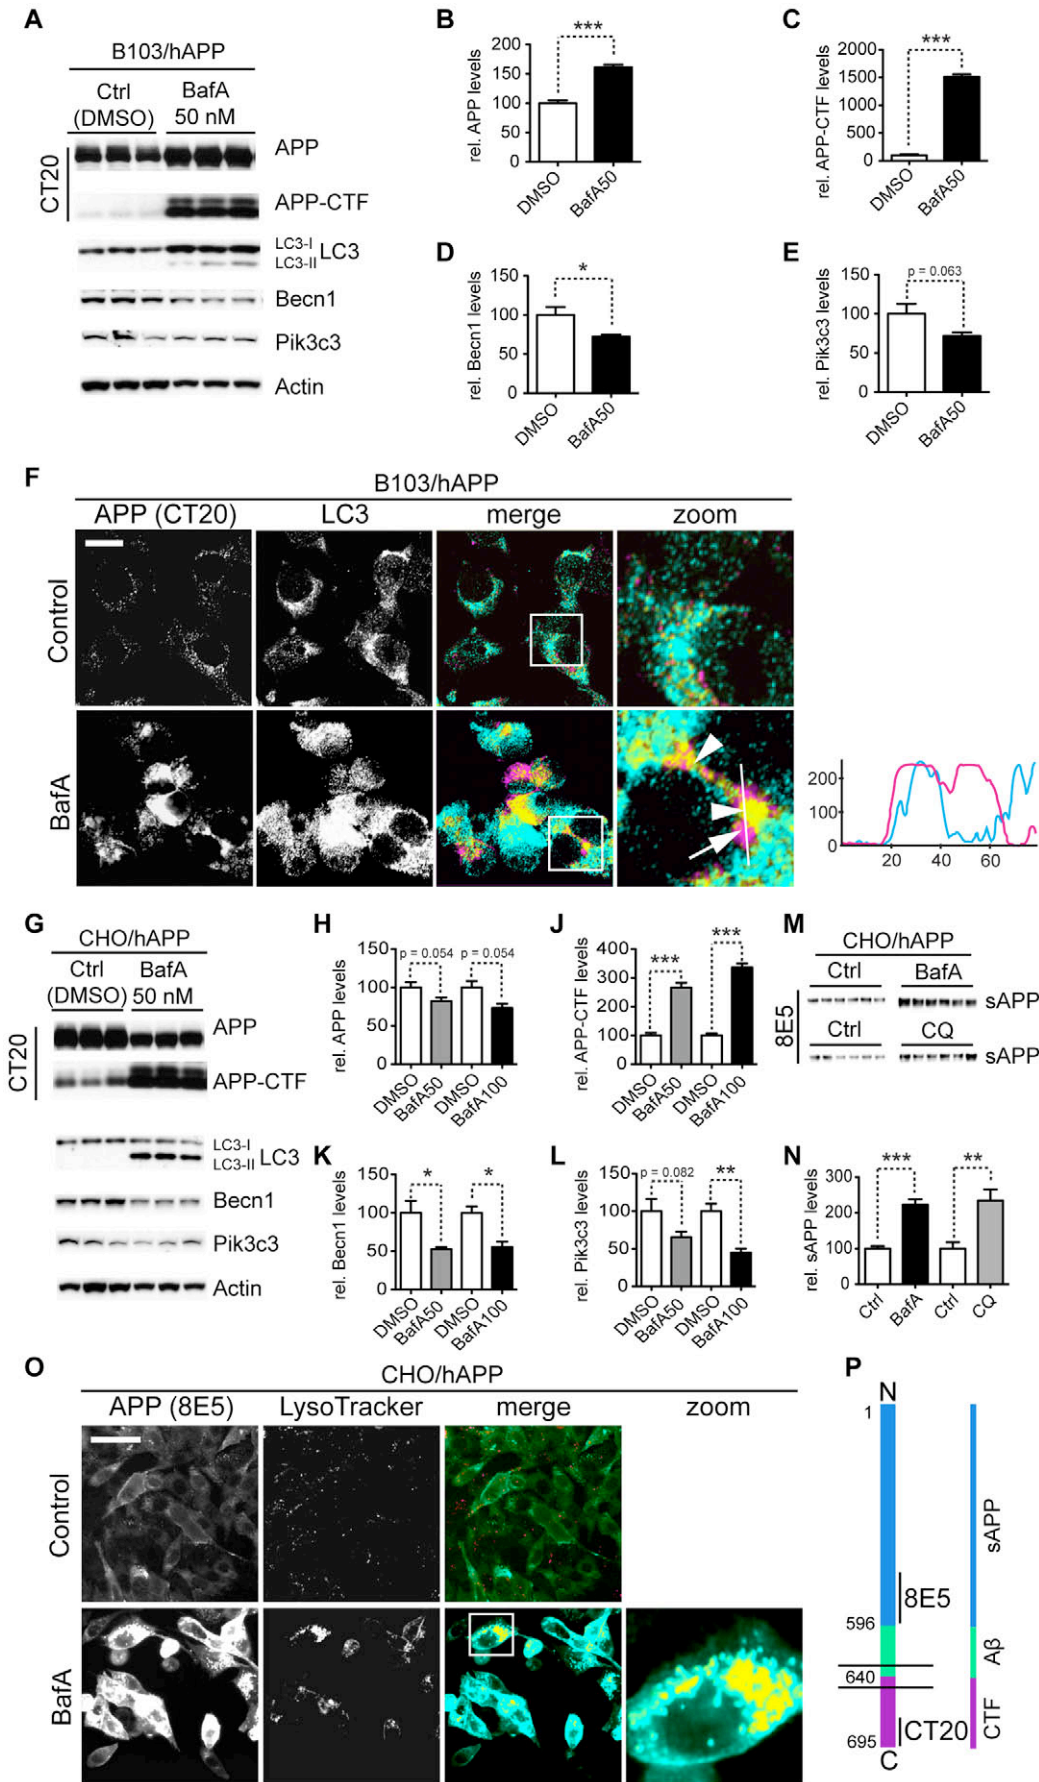 A
B103/hAPP
Ctrl
(DMSO)
BafA
50 nM
CT20
APP
APP-CTF
LC3-I
LC3-II
LC3
Becn1
Pik3c3
Actin
B
rel. APP levels
200
150
100
50
0
***
DMSO
BafA50
C
rel. APP-CTF levels
2000
1500
1000
500
0
***
DMSO
BafA50
D
rel. Becn1 levels
150
100
50
0
*
DMSO
BafA50
E
rel. Pik3c3 levels
150
100
50
0
p = 0.063
DMSO
BafA50
F
B103/hAPP
APP (CT20)
LC3
merge
zoom
Control
BafA
200
100
0
20
40
60
G
CHO/hAPP
Ctrl
(DMSO)
BafA
50 nM
CT20
APP
APP-CTF
LC3-I
LC3-II
LC3
Becn1
Pik3c3
Actin
H
rel. APP levels
150
100
50
0
p = 0.054
p = 0.054
DMSO
BafA50
DMSO
BafA100
J
rel. APP-CTF levels
400
300
200
100
0
***
***
DMSO
BafA50
DMSO
BafA100
K
rel. Becn1 levels
150
100
50
0
*
*
DMSO
BafA50
DMSO
BafA100
L
rel. Pik3c3 levels
150
100
50
0
p = 0.082
**
DMSO
BafA50
DMSO
BafA100
M
CHO/hAPP
Ctrl
BafA
8E5
sAPP
Ctrl
CQ
sAPP
N
rel. sAPP levels
300
200
100
0
***
**
Ctrl
BafA
Ctrl
CQ
O
CHO/hAPP
APP (8E5)
LysoTracker
merge
zoom
Control
BafA
P
N
1
8E5
596
640
695
CT20
C
sAPP
Aβ
CTF